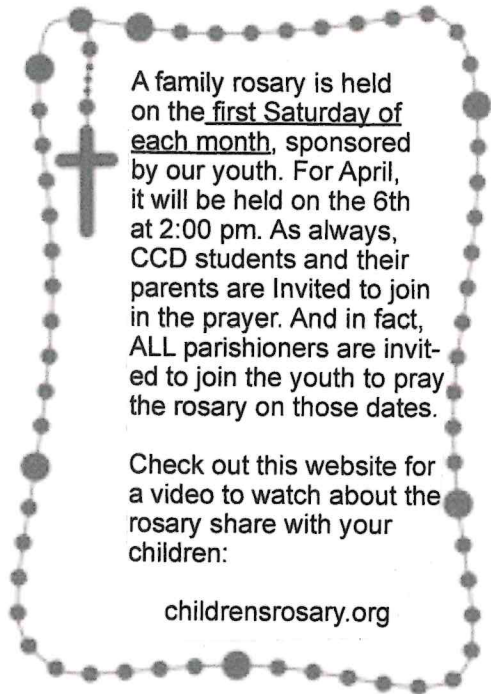 A family rosary is held
on the first Saturday of
each month, sponsored
by our youth. For April,
it will be held on the 6th
at 2:00 pm. As always,
CCD students and their
parents are Invited to join
in the prayer. And in fact,
ALL parishioners are invit-
ed to join the youth to pray
the rosary on those dates.
Check out this website for
a video to watch about the
rosary share with your
children:
childrensrosary.org